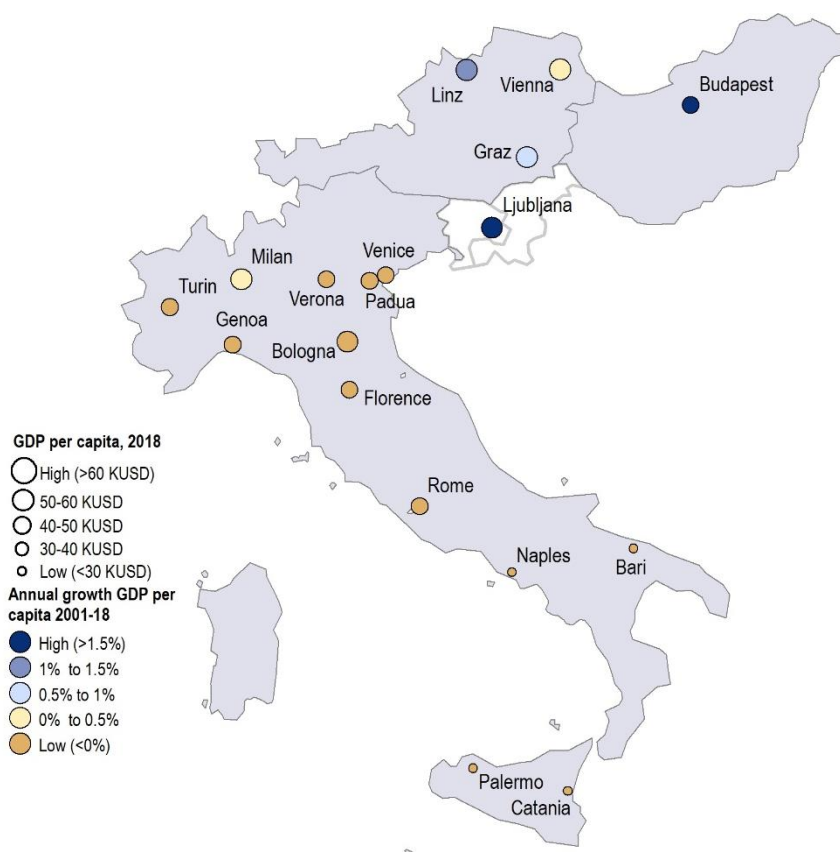 Linz
Vienna
Budapest
Graz
Ljubljana
Milan
Venice
Turin
Verona
Padua
Genoa
Bologna
Florence
GDP per capita, 2018
High (>60 KUSD)
50-60 KUSD
40-50 KUSD
30-40 KUSD
Low (<30 KUSD)
Rome
Naples
Bari
Annual growth GDP per
capita 2001-18
High (>1.5%)
1% to 1.5%
0.5% to 1%
0% to 0.5%
Low (<0%)
Palermo
Catania